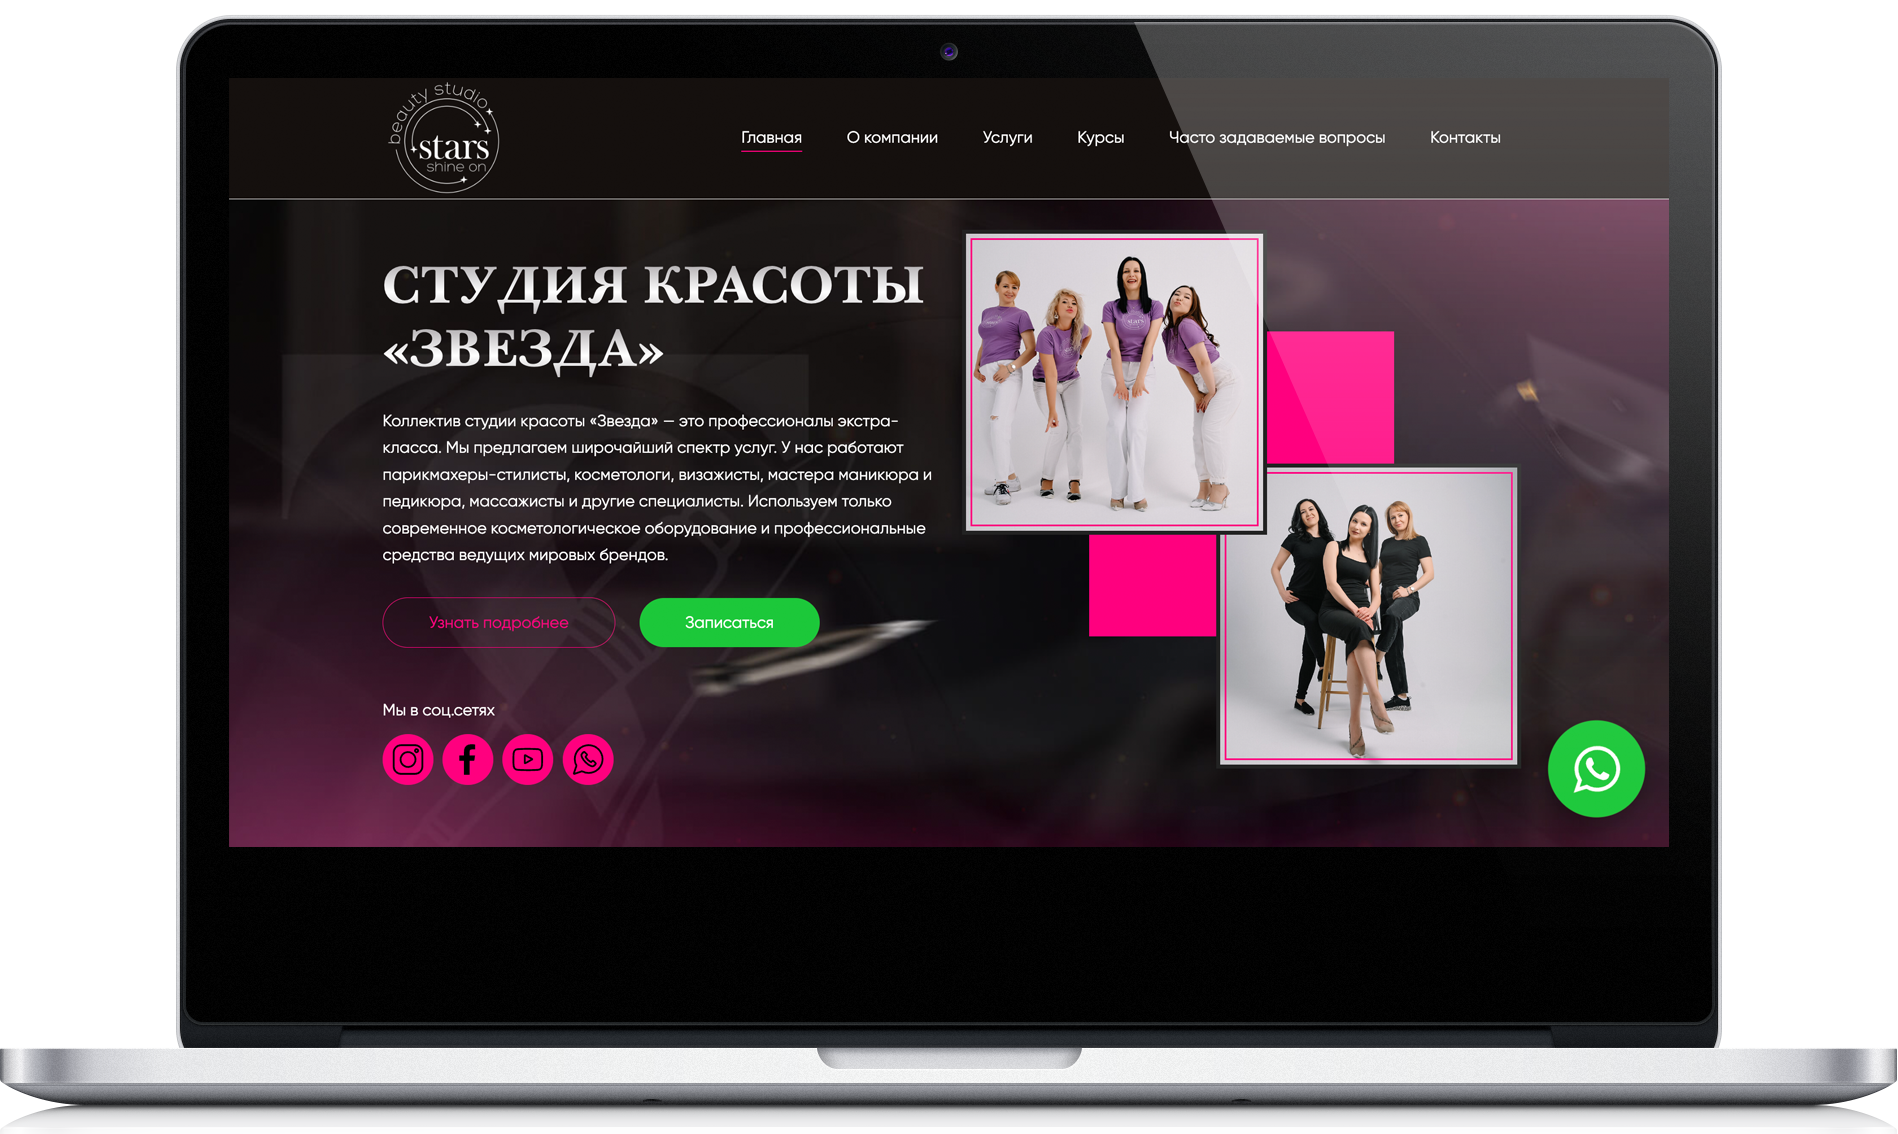 beauty studio
stars
shine on
Главная О компании Услуги Курсы Часто задаваемые вопросы Контакты
СТУДИЯ КРАСОТЫ
«ЗВЕЗДА»
Коллектив студии красоты «Звезда» — это профессионалы экстра-
класса. Мы предлагаем широчайший спектр услуг. У нас работают
парикмахеры-стилисты, косметологи, визажисты, мастера маникюра и
педикюра, массажисты и другие специалисты. Используем только
современное косметологическое оборудование и профессиональные
средства ведущих мировых брендов.
Узнать подробнее
Записаться
Мы в соц.сетях